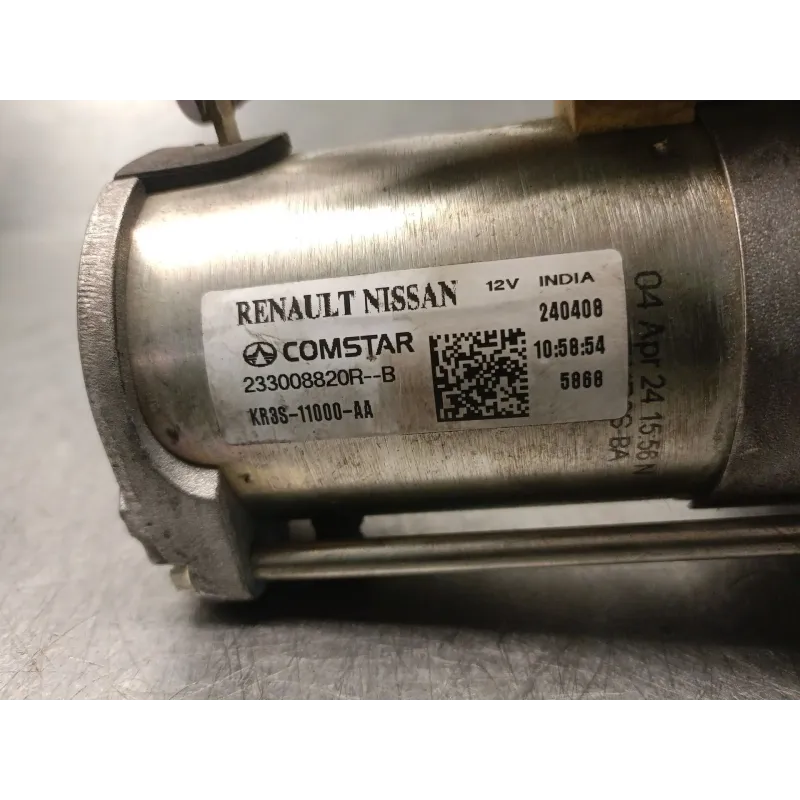 RENAULT NISSAN 12V INDIA
COMSTAR 240408
233008820R--B 10:58:54
KR3S-11000-AA 5868
04 Apr 24 15:56 N